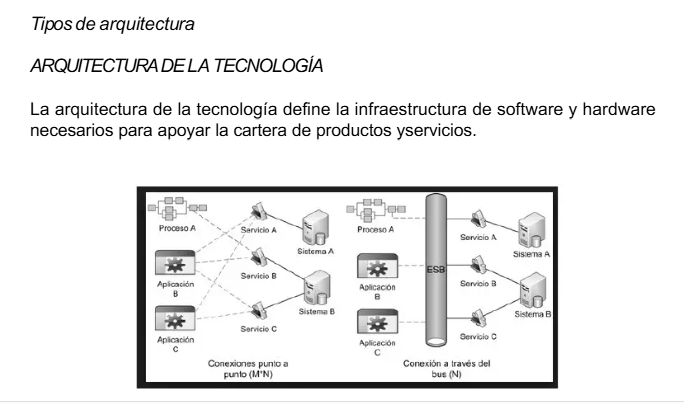 Tipos de arquitectura
ARQUITECTURA DE LA TECNOLOGÍA
La arquitectura de la tecnología define la infraestructura de software y hardware
necesarios para apoyar la cartera de productos yservicios.
Proceso A
Servicio A
Sistema A
Aplicación
B
Servicio B
Sistema B
Aplicación
C
Servicio C
Conexiones punto a
punto (M*N)
Proceso A
Servicio A
Sistema A
ESB
Aplicación
B
Servicio B
Sistema B
Aplicación
C
Servicio C
Conexión a través del
bus (N)